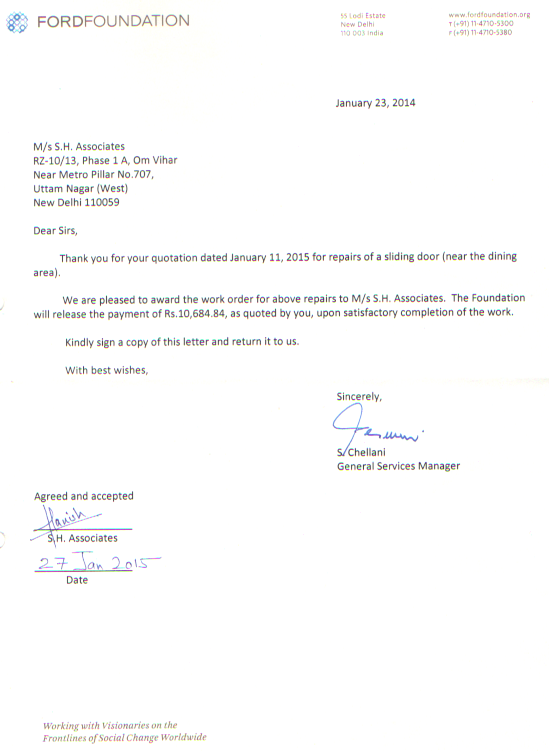 FORDFOUNDATION
55 Lodi Estate
New Delhi
110 003 India
www.fordfoundation.org
T (+91) 11-4710-5300
F (+91) 11-4710-5380
January 23, 2014
M/s S.H. Associates
RZ-10/13, Phase 1 A, Om Vihar
Near Metro Pillar No.707,
Uttam Nagar (West)
New Delhi 110059
Dear Sirs,
Thank you for your quotation dated January 11, 2015 for repairs of a sliding door (near the dining
area).
We are pleased to award the work order for above repairs to M/s S.H. Associates. The Foundation
will release the payment of Rs.10,684.84, as quoted by you, upon satisfactory completion of the work.
Kindly sign a copy of this letter and return it to us.
With best wishes,
Sincerely,
S. Chellani
General Services Manager
Agreed and accepted
S.H. Associates
27 Jan 2015
Date
Working with Visionaries on the
Frontlines of Social Change Worldwide